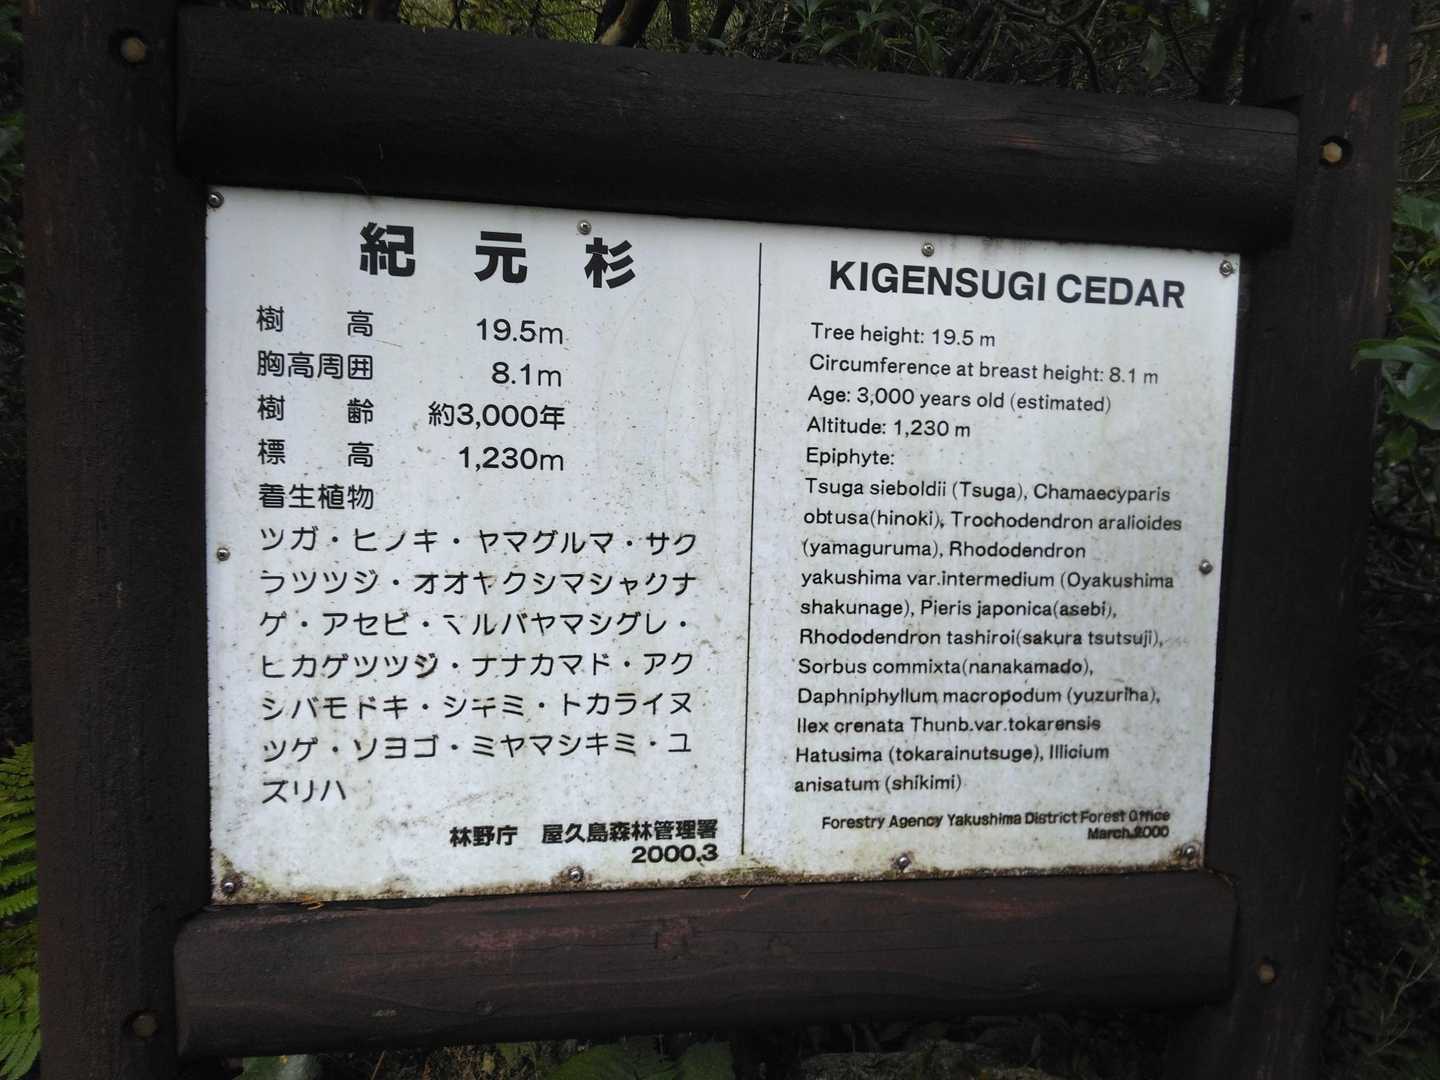 紀元杉
樹高 19.5m
胸高周囲 8.1m
樹齢 約3,000年
標高 1,230m
着生植物
ツガ・ヒノキ・ヤマグルマ・サク
ラツツジ・オオヤクシマシャクナ
ゲ・アセビ・マルバヤマシグレ・
ヒカゲツツジ・ナナカマド・アク
シバモドキ・シキミ・トカライヌ
ツゲ・ソヨゴ・ミヤマシキミ・ユ
ズリハ
林野庁 屋久島森林管理署
2000.3
KIGENSUGI CEDAR
Tree height: 19.5 m
Circumference at breast height: 8.1 m
Age: 3,000 years old (estimated)
Altitude: 1,230 m
Epiphyte:
Tsuga sieboldii (Tsuga), Chamaecyparis
obtusa(hinoki), Trochodendron aralioides
(yamaguruma), Rhododendron
yakushima var.intermedium (Oyakushima
shakunage), Pieris japonica(asebi),
Rhododendron tashiroi(sakura tsutsuji),
Sorbus commixta(nanakamado),
Daphniphyllum macropodum (yuzuriha),
Ilex crenata Thunb.var.tokarensis
Hatusima (tokarainutsuge), Illicium
anisatum (shikimi)
Forestry Agency Yakushima District Forest Office
March.2000